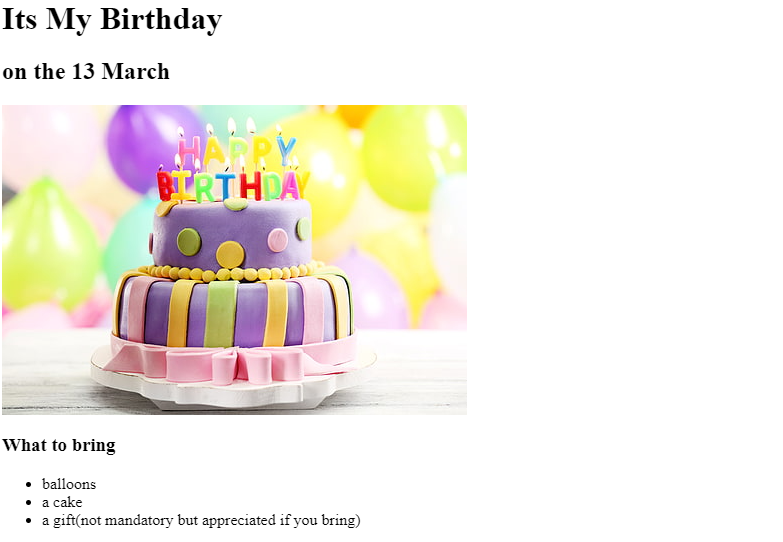 Its My Birthday
on the 13 March
HAPPY
BIRTHDAY
What to bring
balloons
a cake
a gift(not mandatory but appreciated if you bring)